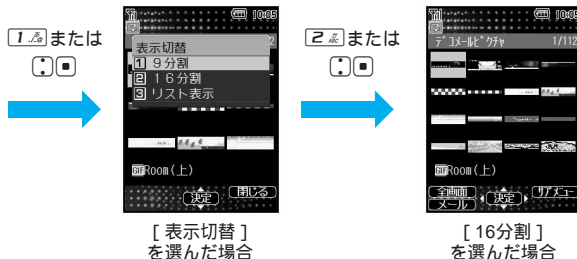 1 または
10:05
2
表示切替
1 9分割
2 16分割
3 リスト表示
GIF Room(上)
決定
閉じる
[ 表示切替 ]
を選んだ場合
2 または
10:05
デコメールピクチャ 1/112
GIF Room(上)
全画面
メール
決定
サブメニュー
[ 16分割 ]
を選んだ場合